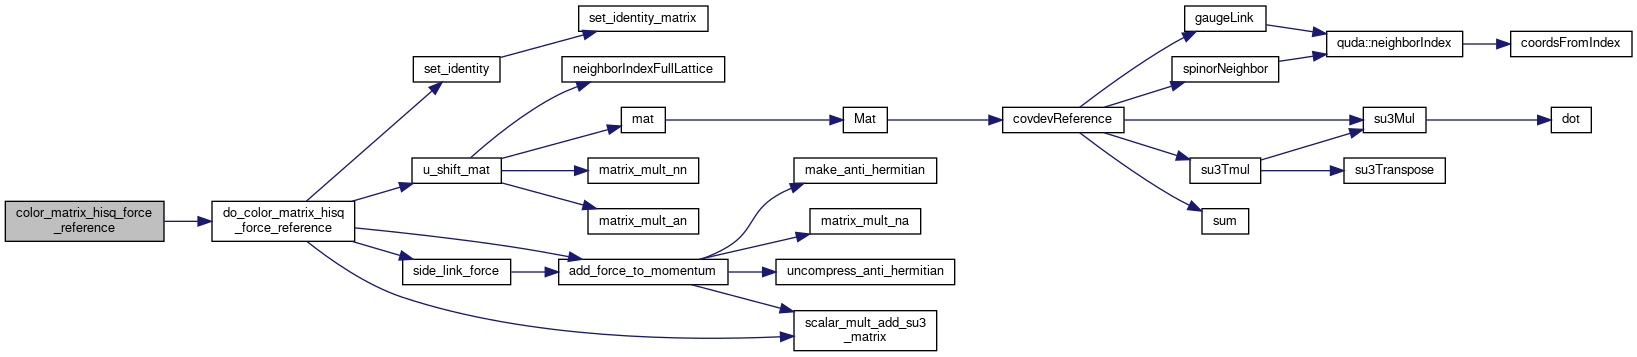 color_matrix_hisq_force
_reference
do_color_matrix_hisq
_force_reference
set_identity
set_identity_matrix
u_shift_mat
neighborIndexFullLattice
mat
matrix_mult_nn
matrix_mult_an
side_link_force
add_force_to_momentum
make_anti_hermitian
matrix_mult_na
uncompress_anti_hermitian
scalar_mult_add_su3
_matrix
Mat
covdevReference
gaugeLink
spinorNeighbor
quda::neighborIndex
coordsFromIndex
su3Mul
dot
su3Tmul
su3Transpose
sum